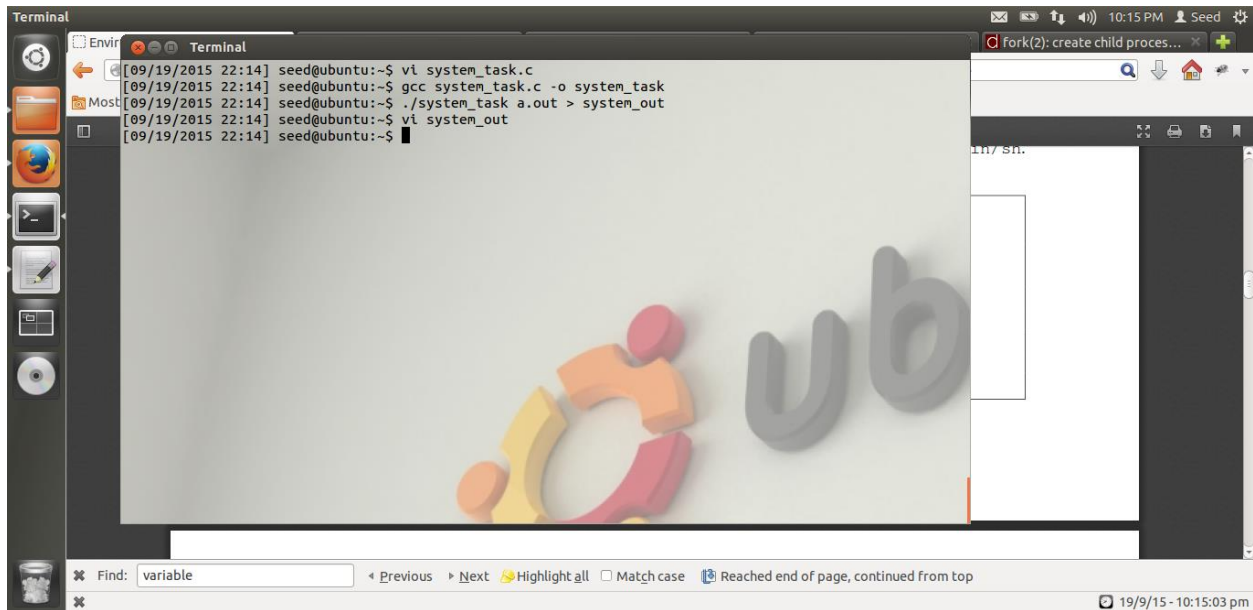 Terminal
10:15 PM Seed
Envir
Terminal
fork(2): create child proces...
Most
[09/19/2015 22:14] seed@ubuntu:~$ vi system_task.c
[09/19/2015 22:14] seed@ubuntu:~$ gcc system_task.c -o system_task
[09/19/2015 22:14] seed@ubuntu:~$ ./system_task a.out > system_out
[09/19/2015 22:14] seed@ubuntu:~$ vi system_out
[09/19/2015 22:14] seed@ubuntu:~$
in/sh.
ub
Find: variable Previous Next Highlight all Match case Reached end of page, continued from top
19/9/15 - 10:15:03 pm